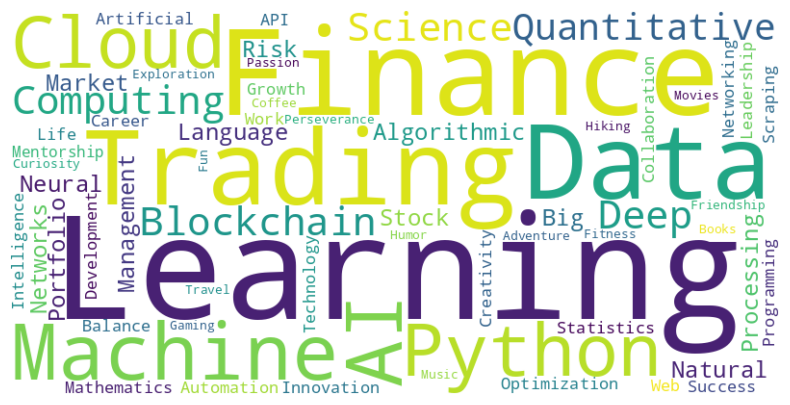 Artificial
API
Science
Quantitative
Cloud
Finance
Risk
Passion
Market
Exploration
Computing
Growth
Coffee
Movies
Networking
Leadership
Scraping
Career
Work
Perseverance
Collaboration
Life
Language
Algorithmic
Hiking
Trading
Data
Mentorship
Curiosity
Fun
Neural
Management
Intelligence
Networks
Portfolio
Development
Blockchain
Stock
Big
Deep
Friendship
Humor
Creativity
Adventure
Fitness
Books
Learning
Processing
Programming
Technology
Travel
AI
Balance
Gaming
Machine
Python
Statistics
Natural
Music
Mathematics
Automation
Innovation
Optimization
Web
Success